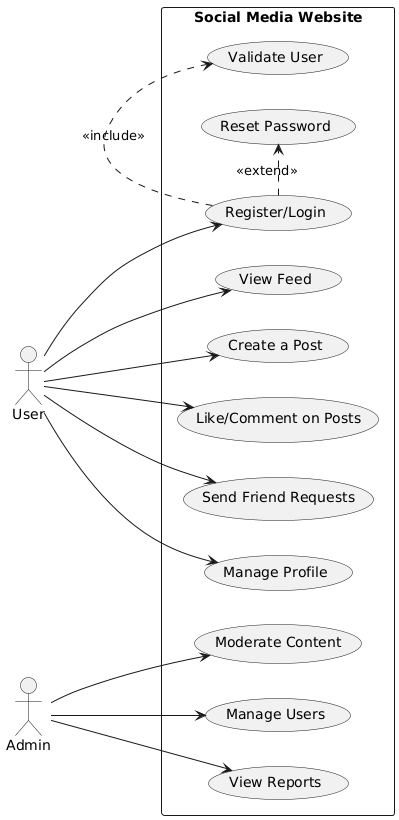 Social Media Website
Validate User
Reset Password
«include»
«extend»
Register/Login
View Feed
Create a Post
User
Like/Comment on Posts
Send Friend Requests
Manage Profile
Moderate Content
Manage Users
Admin
View Reports